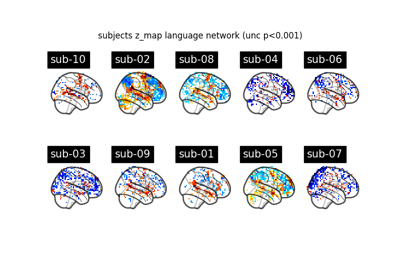 subjects z_map language network (unc p<0.001)
sub-10 sub-02 sub-08 sub-04 sub-06
sub-03 sub-09 sub-01 sub-05 sub-07